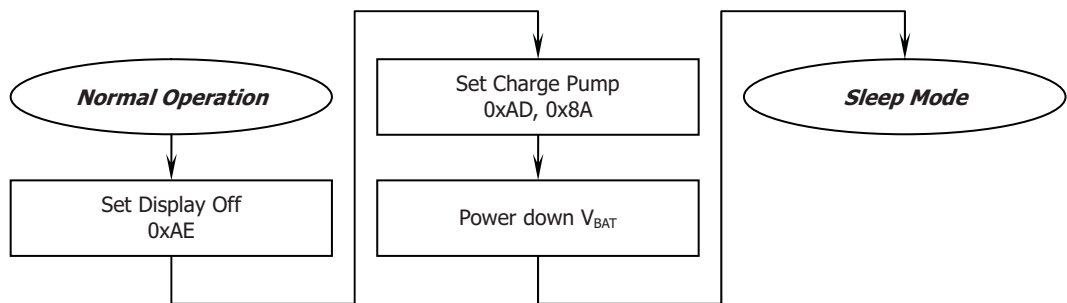 Normal Operation
Set Display Off
0xAE
Set Charge Pump
0xAD, 0x8A
Power down VBAT
Sleep Mode